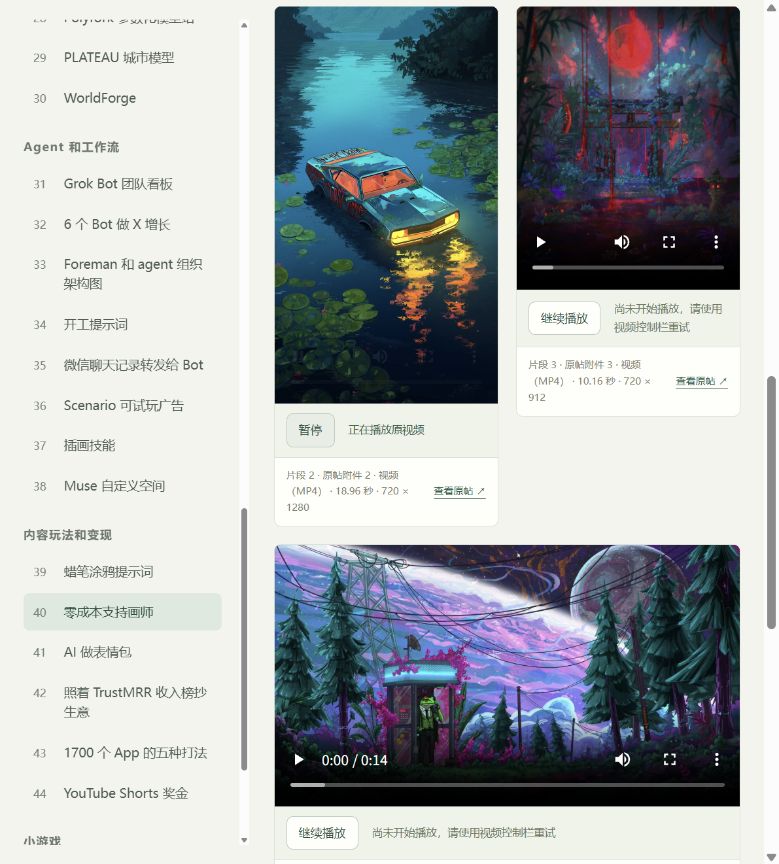 29 PLATEAU 城市模型
30 WorldForge
Agent 和工作流
31 Grok Bot 团队看板
32 6 个 Bot 做 X 增长
33 Foreman 和 agent 组织
架构图
34 开工提示词
35 微信聊天记录转发给 Bot
36 Scenario 可试玩广告
37 插画技能
38 Muse 自定义空间
内容玩法和变现
39 蜡笔涂鸦提示词
40 零成本支持画师
41 AI 做表情包
42 照着 TrustMRR 收入榜抄
生意
43 1700 个 App 的五种打法
44 YouTube Shorts 奖金
小游戏
暂停 正在播放原视频
片段 2 · 原帖附件 2 · 视频
（MP4） · 18.96 秒 · 720 ×
1280
查看原帖 ↗
继续播放 尚未开始播放，请使用
视频控制栏重试
片段 3 · 原帖附件 3 · 视频
（MP4） · 10.16 秒 · 720 ×
912
查看原帖 ↗
0:00 / 0:14
继续播放 尚未开始播放，请使用视频控制栏重试